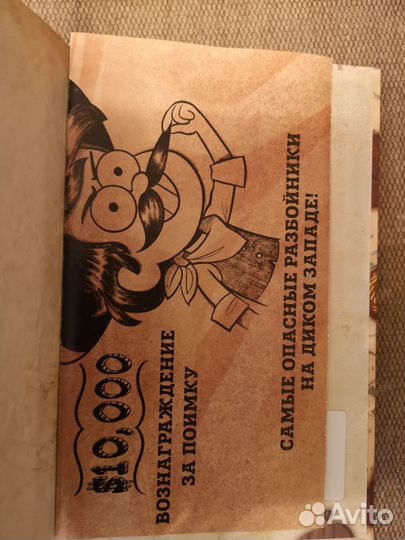 $10,000
ВОЗНАГРАЖДЕНИЕ
ЗА ПОИМКУ
САМЫЕ ОПАСНЫЕ РАЗБОЙНИКИ
НА ДИКОМ ЗАПАДЕ!
Avito